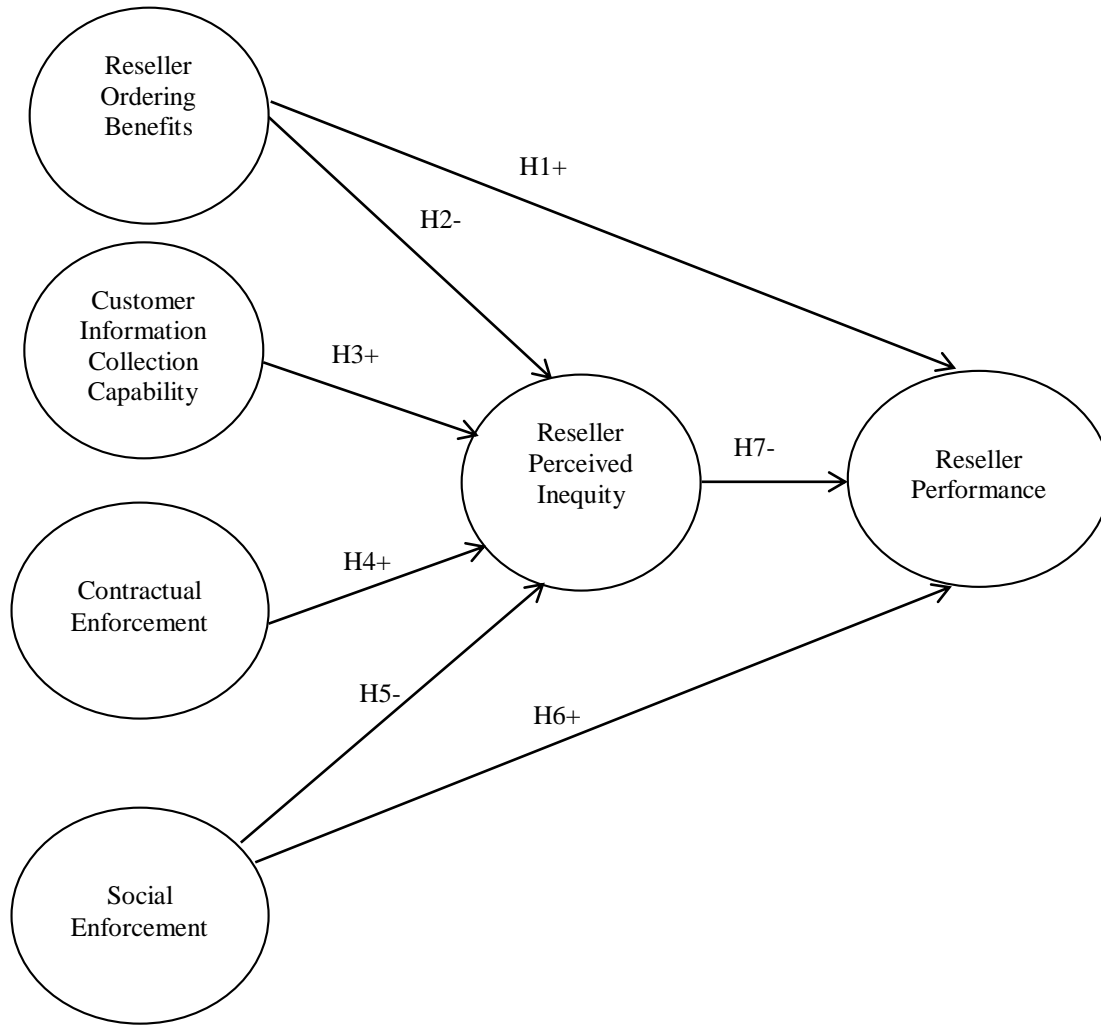 Reseller
Ordering
Benefits
H1+
H2-
Customer
Information
Collection
Capability
H3+
Reseller
Perceived
Inequity
H7-
Reseller
Performance
Contractual
Enforcement
H4+
H5-
H6+
Social
Enforcement